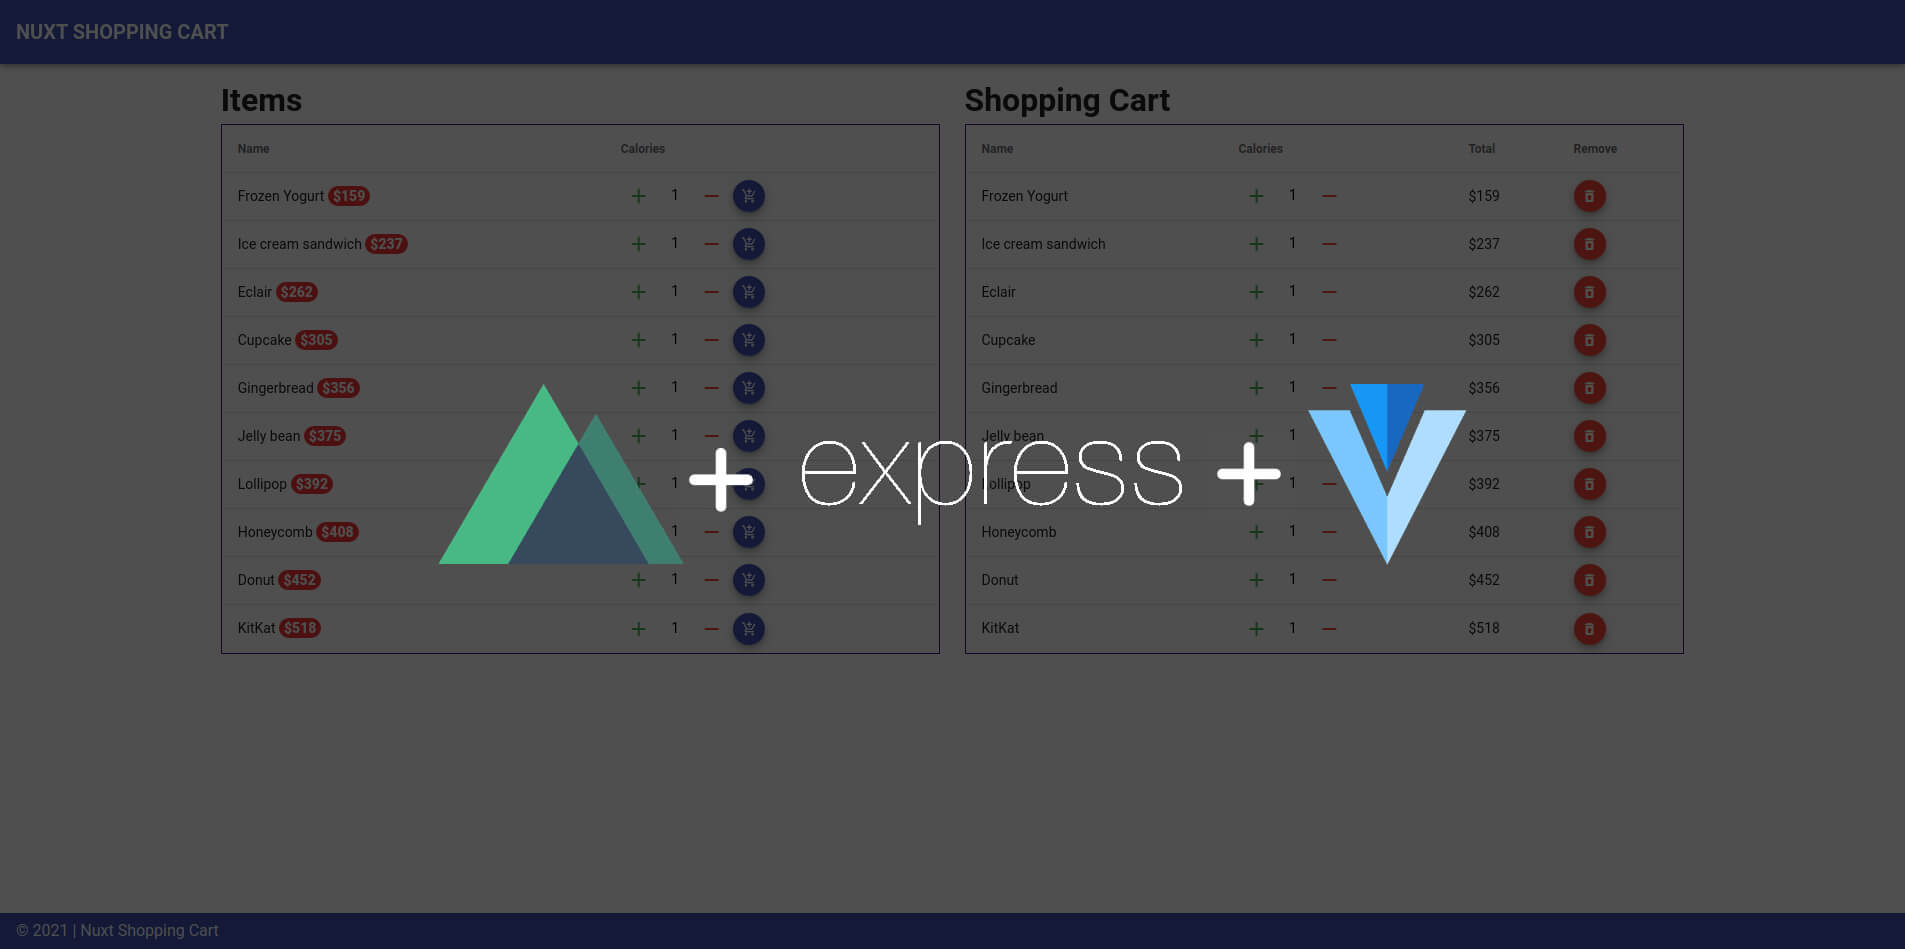 NUXT SHOPPING CART
Items
Name Calories
Frozen Yogurt $159 + 1 −
Ice cream sandwich $237 + 1 −
Eclair $262 + 1 −
Cupcake $305 + 1 −
Gingerbread $356 + 1 −
Jelly bean $375 + 1 −
Lollipop $392 + 1
Honeycomb $408 1 −
Donut $452 + 1 −
KitKat $518 + 1 −
Shopping Cart
Name Calories Total Remove
Frozen Yogurt + 1 − $159
Ice cream sandwich + 1 − $237
Eclair + 1 − $262
Cupcake + 1 − $305
Gingerbread + 1 − $356
Jelly bean + 1 − $375
Lollipop + 1 − $392
Honeycomb + 1 − $408
Donut + 1 − $452
KitKat + 1 − $518
+ express +
© 2021 | Nuxt Shopping Cart